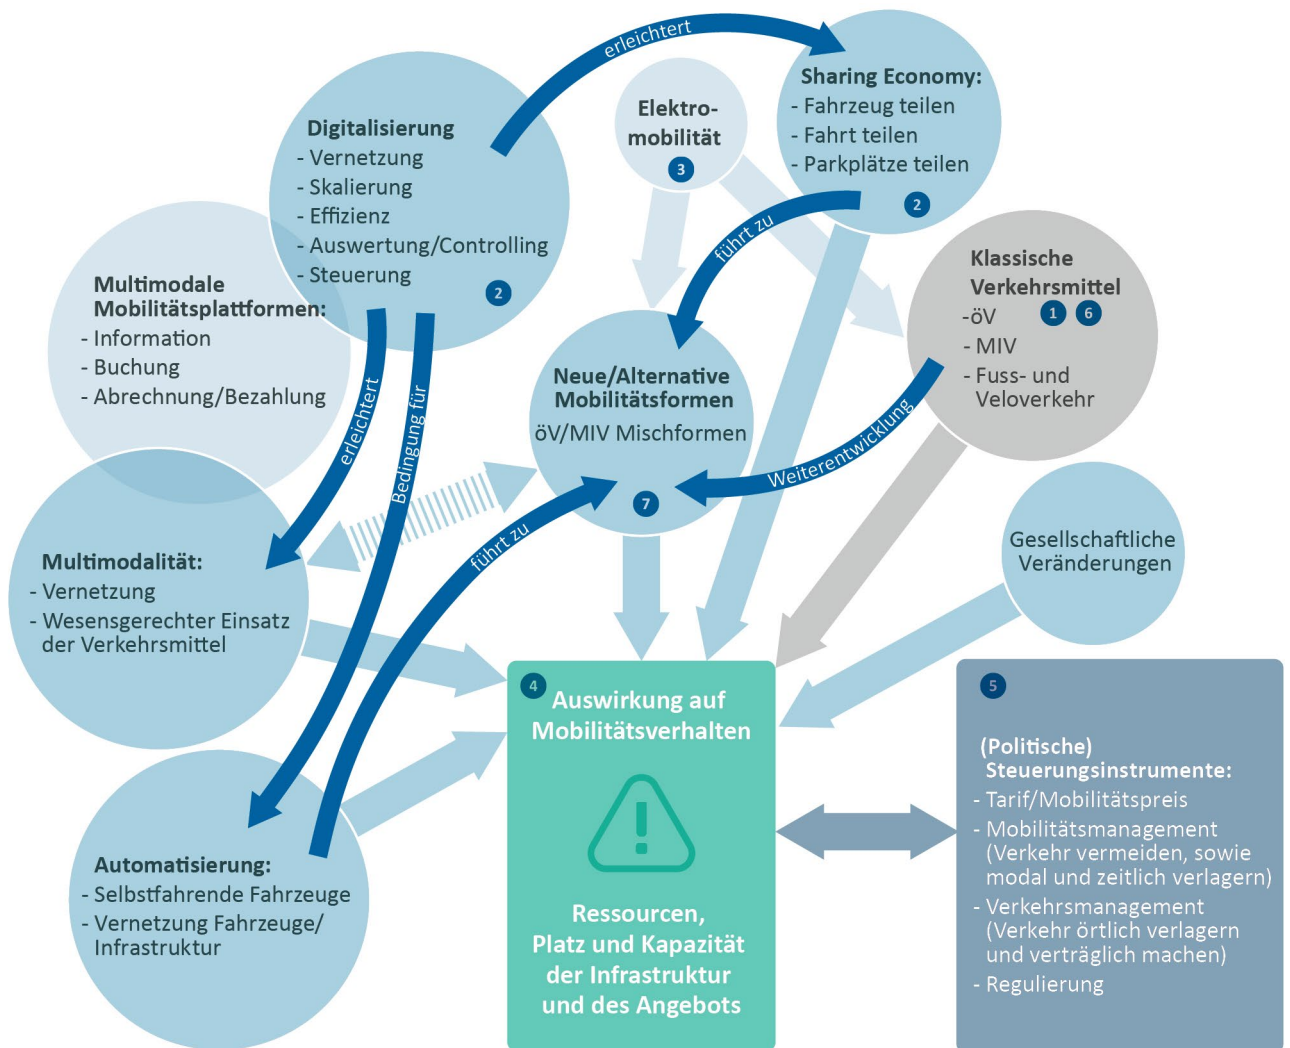 erleichtert
Digitalisierung
- Vernetzung
- Skalierung
- Effizienz
- Auswertung/Controlling
- Steuerung
2
Elektro-
mobilität
3
Sharing Economy:
- Fahrzeug teilen
- Fahrt teilen
- Parkplätze teilen
2
führt zu
Multimodale
Mobilitätsplattformen:
- Information
- Buchung
- Abrechnung/Bezahlung
Klassische
Verkehrsmittel
-öV
1 6
- MIV
- Fuss- und
Veloverkehr
erleichtert
Bedingung für
Neue/Alternative
Mobilitätsformen
öV/MIV Mischformen
7
Weiterentwicklung
führt zu
Multimodalität:
- Vernetzung
- Wesensgerechter Einsatz
der Verkehrsmittel
Gesellschaftliche
Veränderungen
Automatisierung:
- Selbstfahrende Fahrzeuge
- Vernetzung Fahrzeuge/
Infrastruktur
4
Auswirkung auf
Mobilitätsverhalten
!
Ressourcen,
Platz und Kapazität
der Infrastruktur
und des Angebots
5
(Politische)
Steuerungsinstrumente:
- Tarif/Mobilitätspreis
- Mobilitätsmanagement
(Verkehr vermeiden, sowie
modal und zeitlich verlagern)
- Verkehrsmanagement
(Verkehr örtlich verlagern
und verträglich machen)
- Regulierung